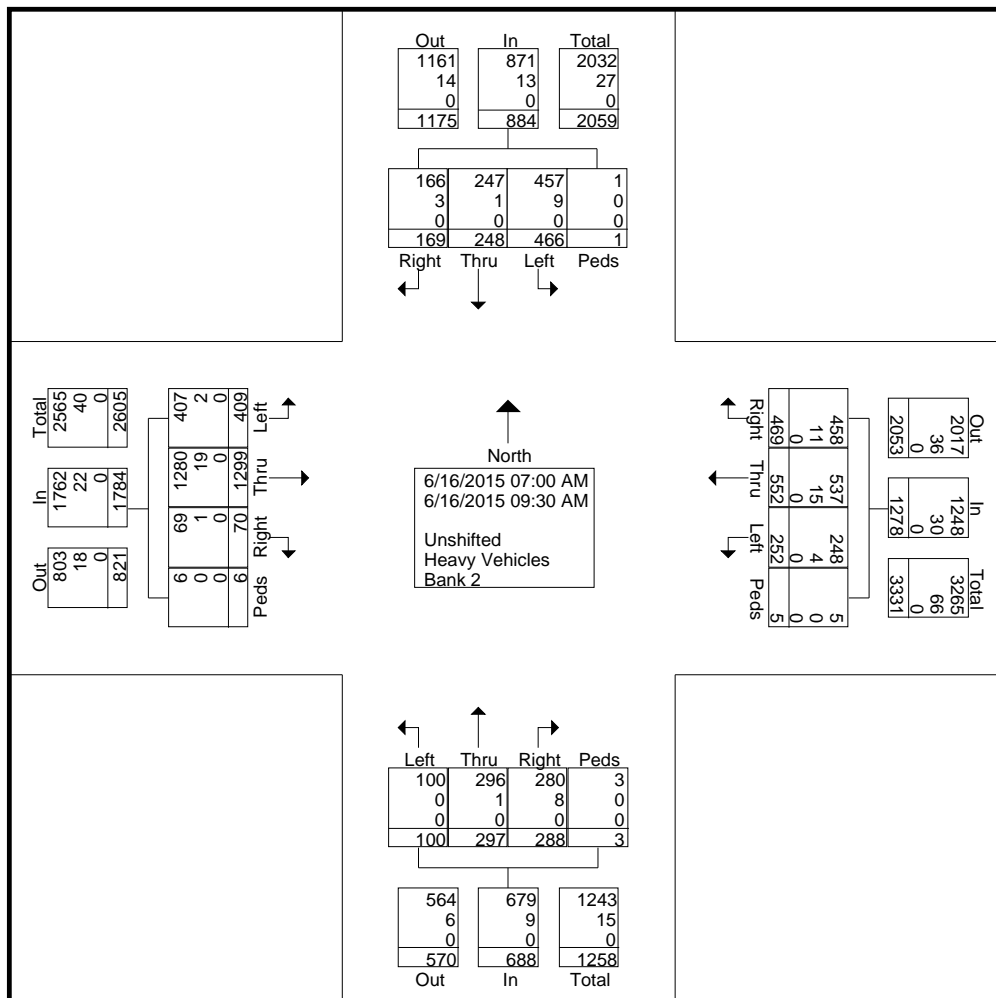 Out In Total
1161 871 2032
14 13 27
0 0 0
1175 884 2059
166 247 457 1
3 1 9 0
0 0 0 0
169 248 466 1
Right Thru Left Peds
Total
2565
40
0
2605
In
1762
22
0
1784
Out
803
18
0
821
407
2
0
409
Left
1280
19
0
1299
Thru
69
1
0
70
Right
6
0
0
6
Peds
North
6/16/2015 07:00 AM
6/16/2015 09:30 AM
Unshifted
Heavy Vehicles
Bank 2
Right
458
11
0
469
Thru
537
15
0
552
Left
248
4
0
252
Peds
5
0
0
5
Out
2017
36
0
2053
In
1248
30
0
1278
Total
3265
66
0
3331
Left Thru Right Peds
100 296 280 3
0 1 8 0
0 0 0 0
100 297 288 3
564 679 1243
6 9 15
0 0 0
570 688 1258
Out In Total